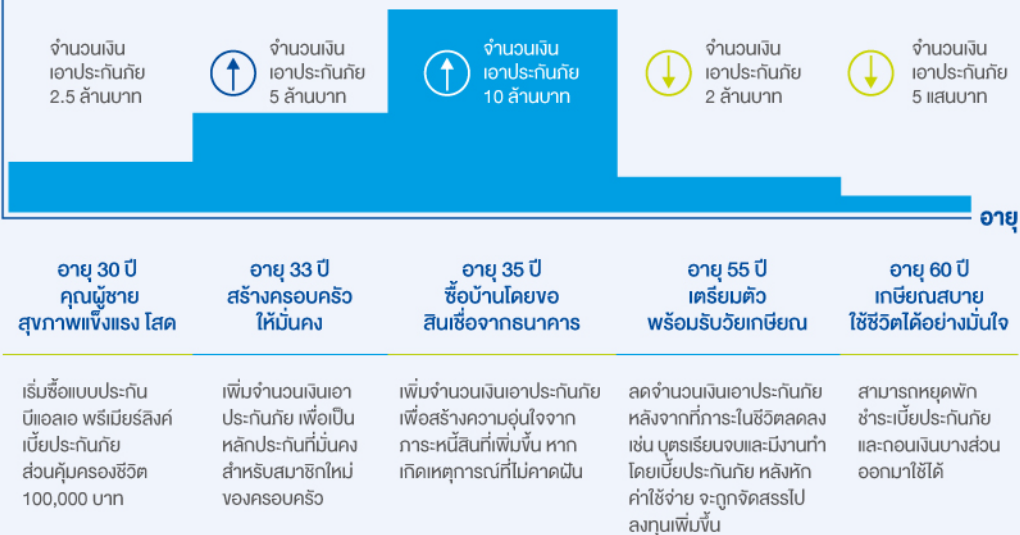 จำนวนเงิน
เอาประกันภัย
2.5 ล้านบาท
จำนวนเงิน
เอาประกันภัย
5 ล้านบาท
จำนวนเงิน
เอาประกันภัย
10 ล้านบาท
จำนวนเงิน
เอาประกันภัย
2 ล้านบาท
จำนวนเงิน
เอาประกันภัย
5 แสนบาท
อายุ
อายุ 30 ปี
คุณผู้ชาย
สุขภาพแข็งแรง โสด
อายุ 33 ปี
สร้างครอบครัว
ให้มั่นคง
อายุ 35 ปี
ซื้อบ้านโดยขอ
สินเชื่อจากธนาคาร
อายุ 55 ปี
เตรียมตัว
พร้อมรับวัยเกษียณ
อายุ 60 ปี
เกษียณสบาย
ใช้ชีวิตได้อย่างมั่นใจ
เริ่มซื้อแบบประกัน
บีแอลเอ พรีเมียร์ลิงค์
เบี้ยประกันภัย
ส่วนคุ้มครองชีวิต
100,000 บาท
เพิ่มจำนวนเงินเอา
ประกันภัย เพื่อเป็น
หลักประกันที่มั่นคง
สำหรับสมาชิกใหม่
ของครอบครัว
เพิ่มจำนวนเงินเอาประกันภัย
เพื่อสร้างความอุ่นใจจาก
ภาระหนี้สินที่เพิ่มขึ้น หาก
เกิดเหตุการณ์ที่ไม่คาดฝัน
ลดจำนวนเงินเอาประกันภัย
หลังจากที่ภาระในชีวิตลดลง
เช่น บุตรเรียนจบและมีงานทำ
โดยเบี้ยประกันภัย หลังหัก
ค่าใช้จ่าย จะถูกจัดสรรไป
ลงทุนเพิ่มขึ้น
สามารถหยุดพัก
ชำระเบี้ยประกันภัย
และถอนเงินบางส่วน
ออกมาใช้ได้